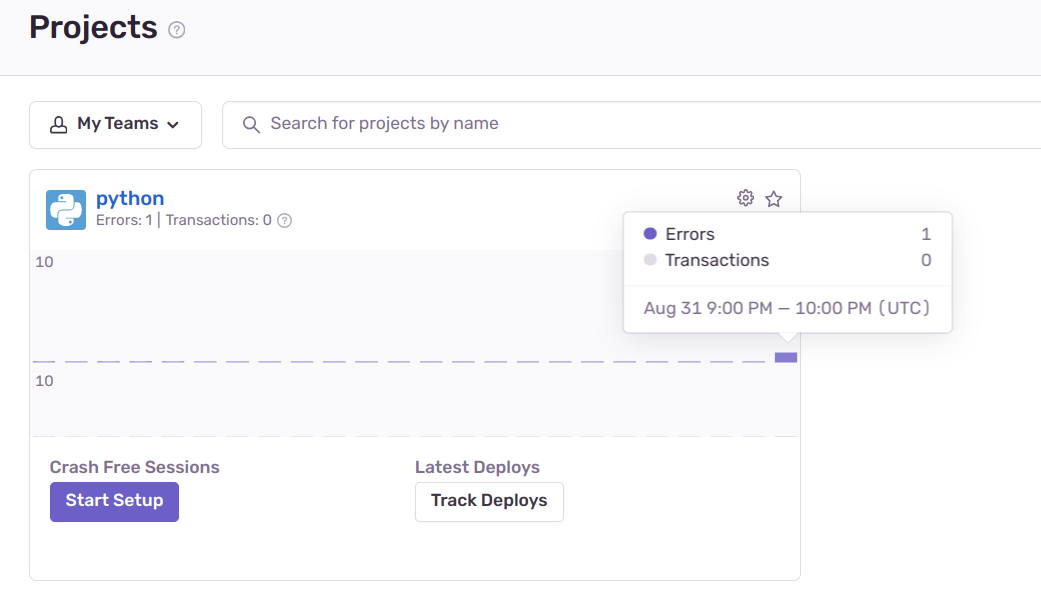 Projects ?
My Teams
Search for projects by name
python
Errors: 1 | Transactions: 0 ?
Errors 1
Transactions 0
Aug 31 9:00 PM — 10:00 PM (UTC)
10
10
Crash Free Sessions
Latest Deploys
Start Setup
Track Deploys